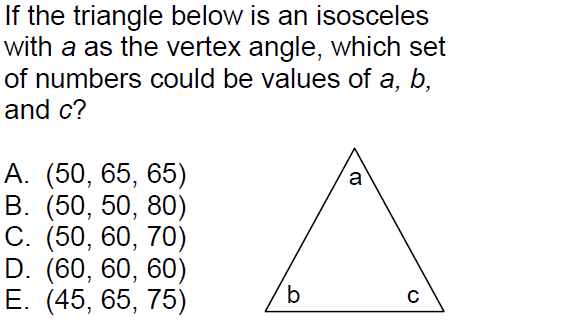 If the triangle below is an isosceles
with a as the vertex angle, which set
of numbers could be values of a, b,
and c?
A. (50, 65, 65)
B. (50, 50, 80)
C. (50, 60, 70)
D. (60, 60, 60)
E. (45, 65, 75)
a
b
c